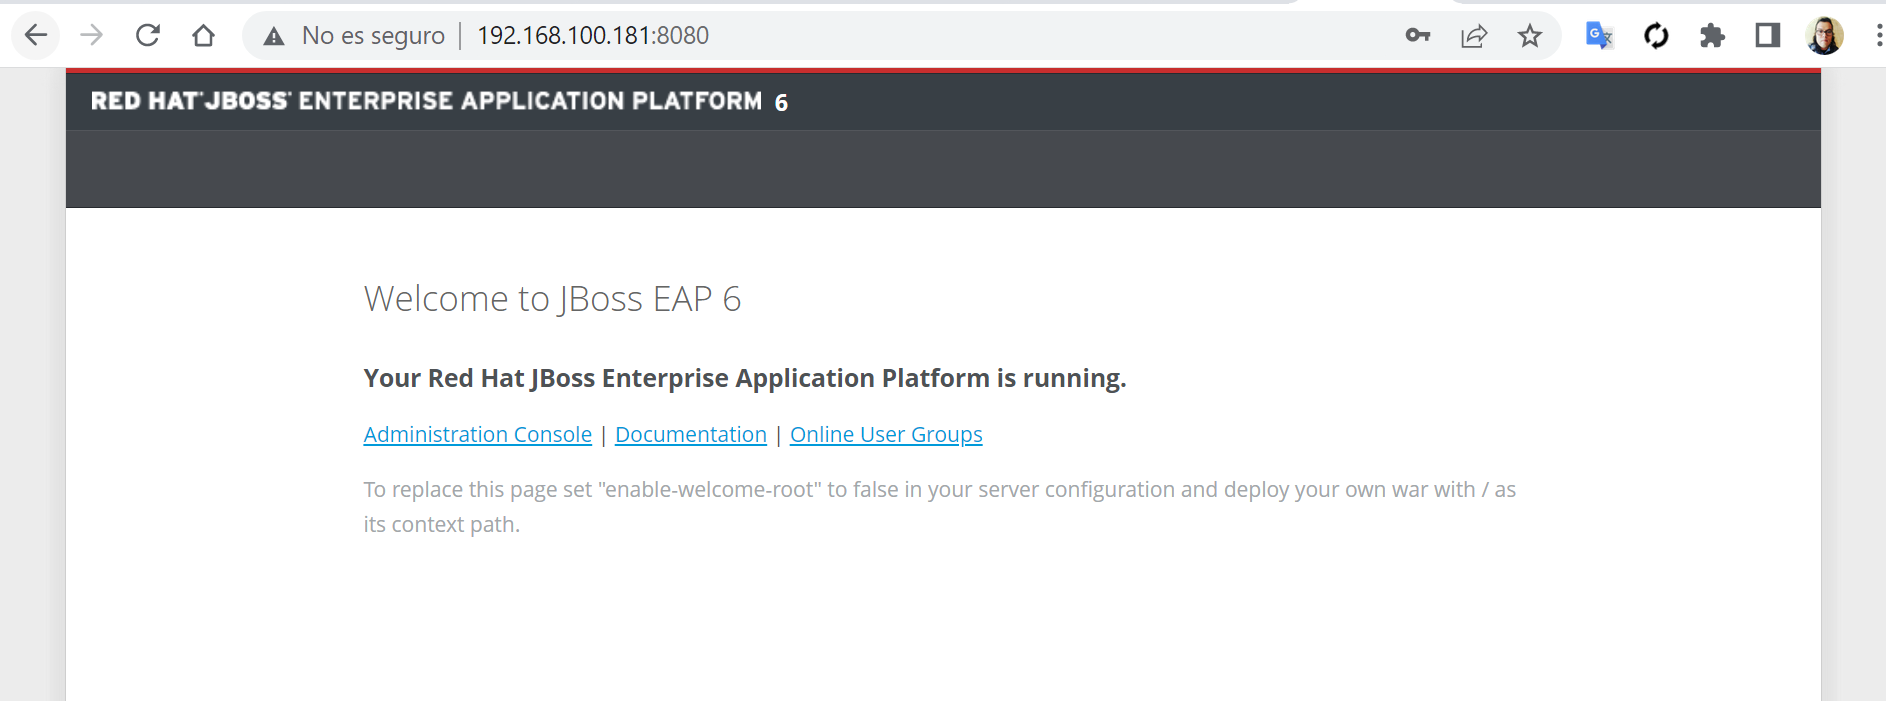 No es seguro | 192.168.100.181:8080
RED HAT JBOSS ENTERPRISE APPLICATION PLATFORM 6
Welcome to JBoss EAP 6
Your Red Hat JBoss Enterprise Application Platform is running.
Administration Console | Documentation | Online User Groups
To replace this page set "enable-welcome-root" to false in your server configuration and deploy your own war with / as
its context path.